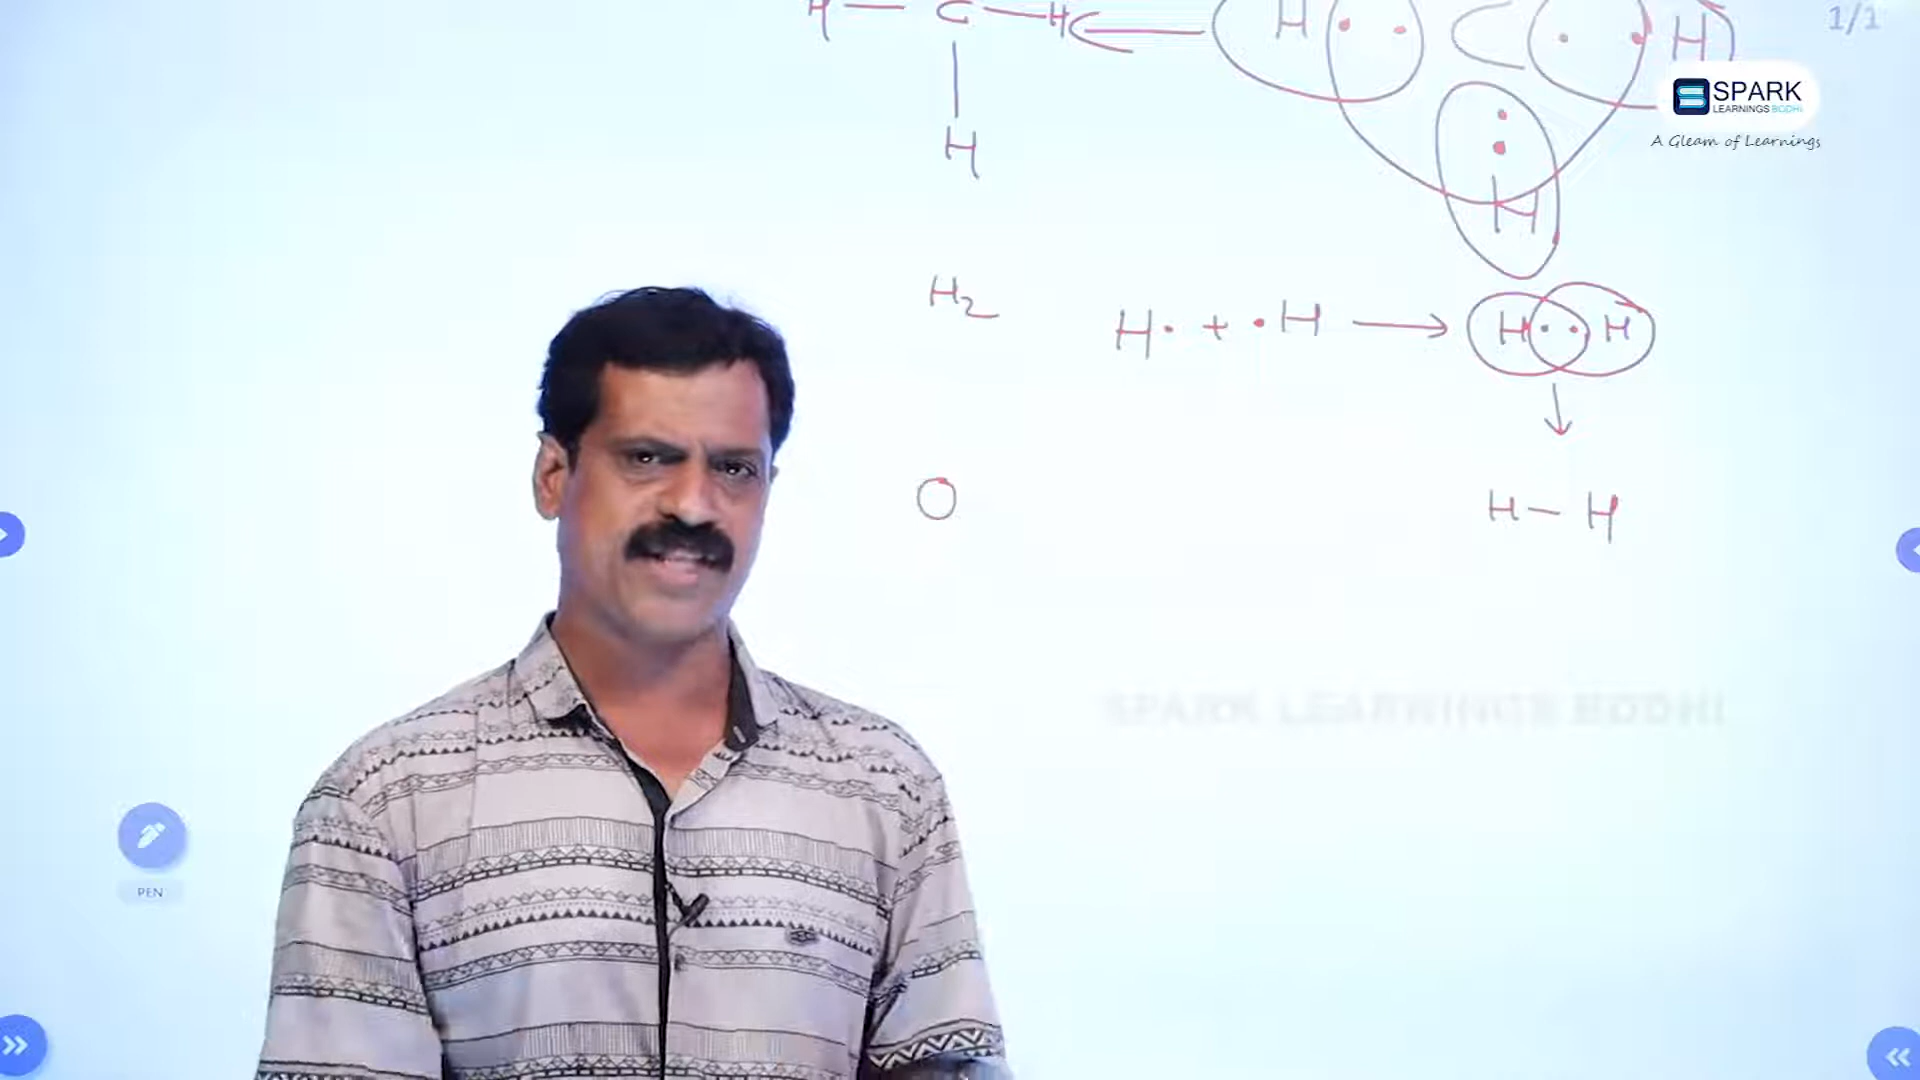 H — C — H
H C H
1/1
SPARK
LEARNINGS BODHI
A Gleam of Learnings
H
H
H2
H· + ·H → H·· H
O
H — H
SPARK LEARNINGS BODHI
PEN